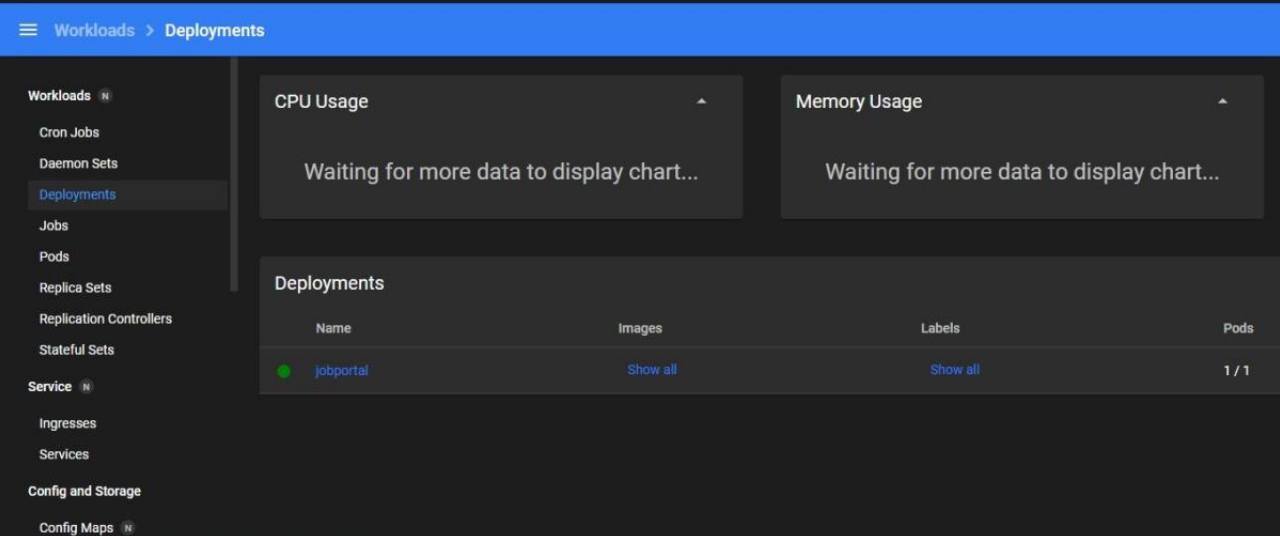 Workloads > Deployments
Workloads N
Cron Jobs
Daemon Sets
Deployments
Jobs
Pods
Replica Sets
Replication Controllers
Stateful Sets
Service N
Ingresses
Services
Config and Storage
Config Maps N
CPU Usage
Waiting for more data to display chart...
Memory Usage
Waiting for more data to display chart...
Deployments
Name Images Labels Pods
jobportal Show all Show all 1 / 1